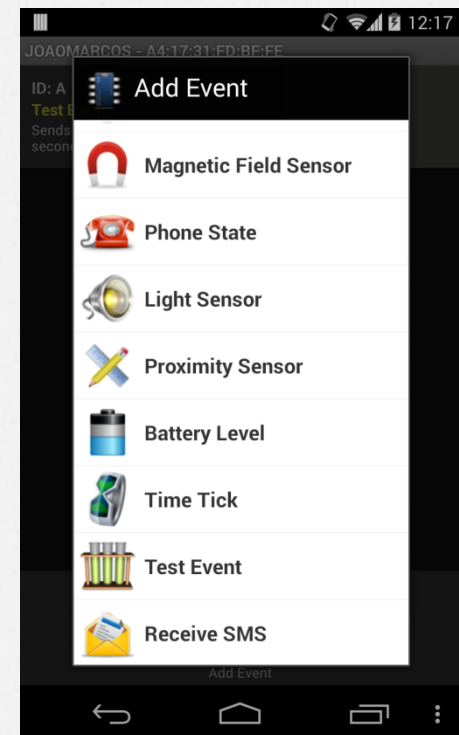 12:17
JOAOMARCOS - A4:17:31:ED:BE:EE
ID: A
Add Event
Test
Sends
secon
Magnetic Field Sensor
Phone State
Light Sensor
Proximity Sensor
Battery Level
Time Tick
Test Event
Receive SMS
Add Event